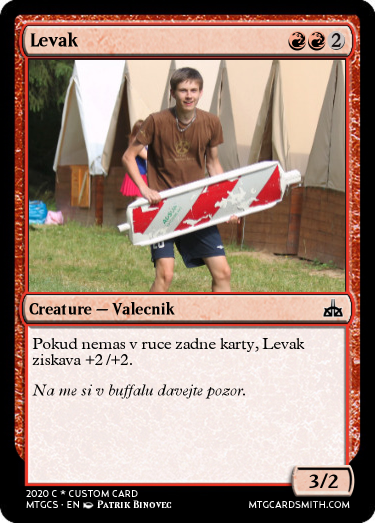 Levak 2
Creature — Valecnik
Pokud nemas v ruce zadne karty, Levak
ziskava +2/+2.
Na me si v buffalu davejte pozor.
3/2
2020 C * CUSTOM CARD
MTGCS · EN Patrik Binovec MTGCARDSMITH.COM